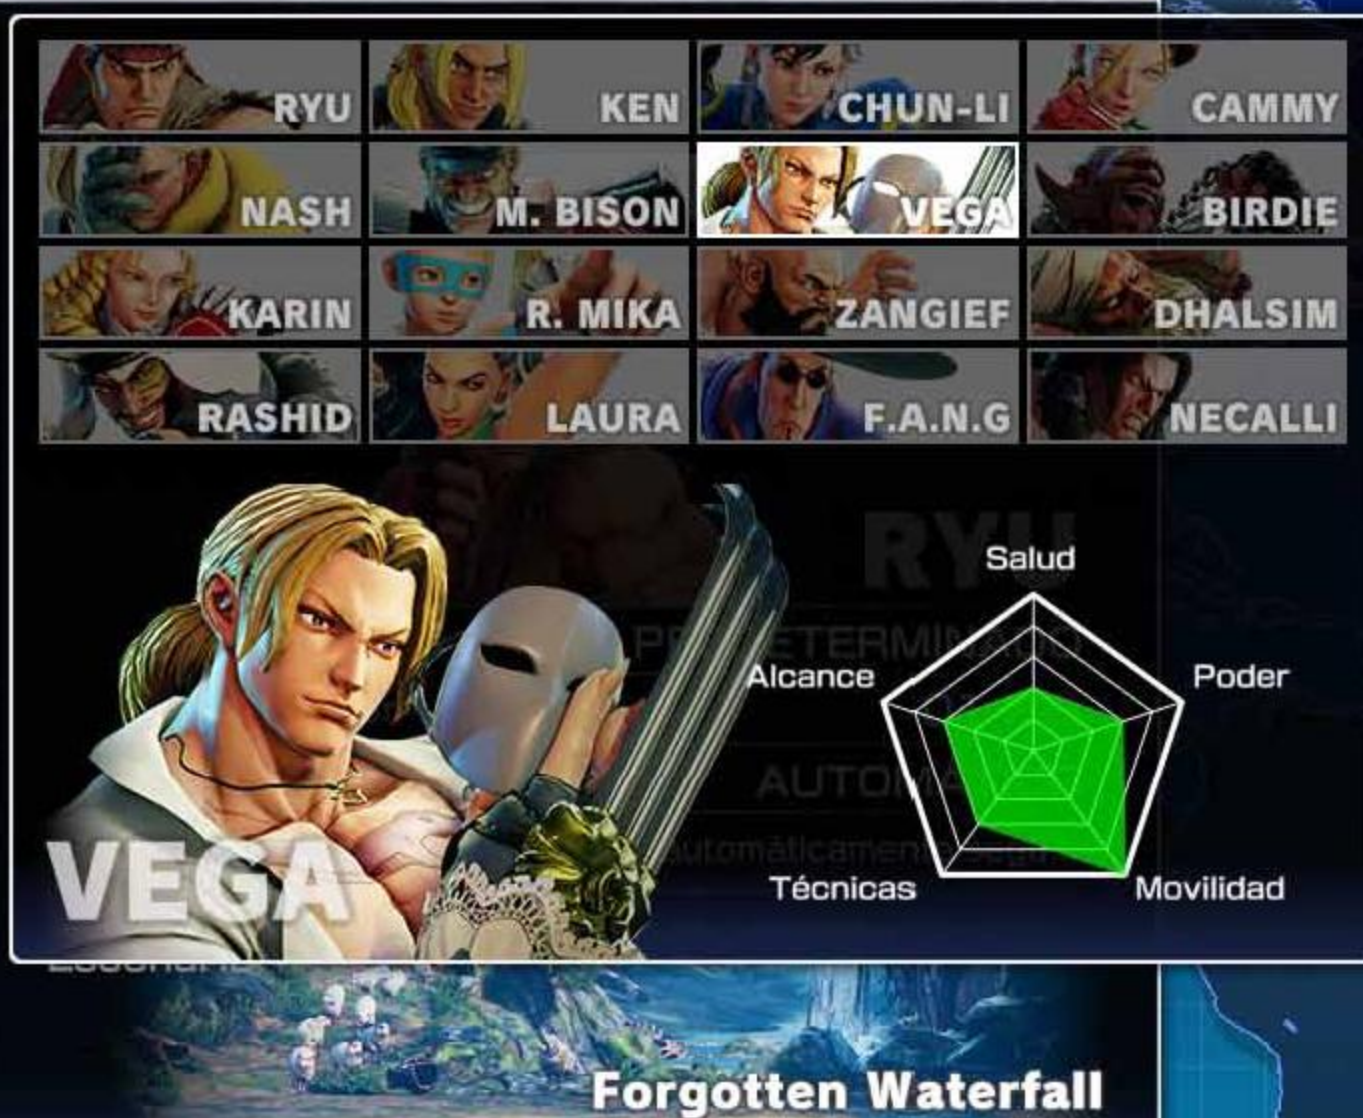 RYU
KEN
CHUN-LI
CAMMY
NASH
M. BISON
VEGA
BIRDIE
KARIN
R. MIKA
ZANGIEF
DHALSIM
RASHID
LAURA
F.A.N.G
NECALLI
RYU
Salud
Alcance
Poder
Técnicas
Movilidad
VEGA
Forgotten Waterfall